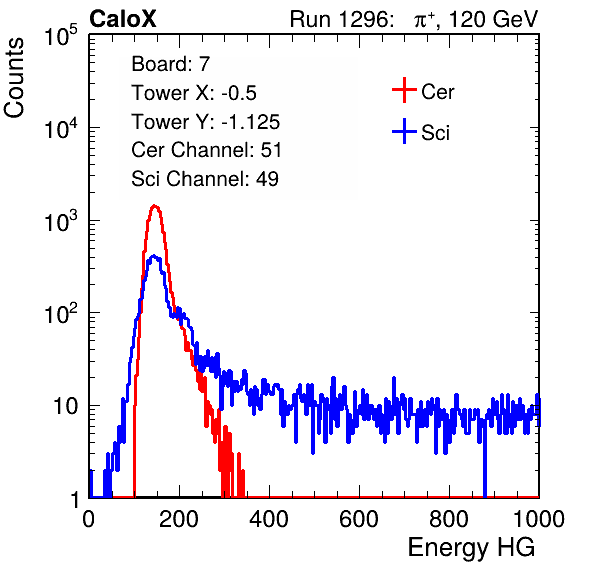 CaloX Run 1296: π⁺, 120 GeV
Counts
10⁵
10⁴
10³
10²
10
1
Board: 7
Tower X: -0.5
Tower Y: -1.125
Cer Channel: 51
Sci Channel: 49
Cer
Sci
0 200 400 600 800 1000
Energy HG